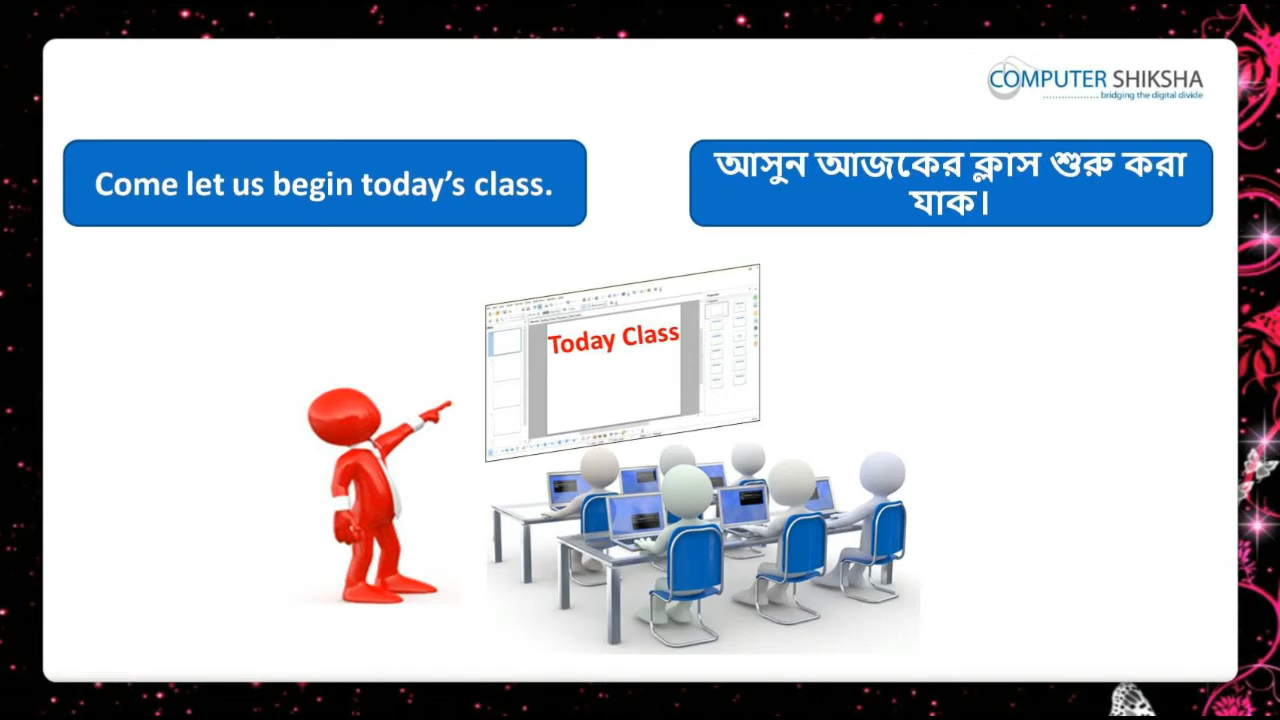 COMPUTER SHIKSHA
bridging the digital divide
Come let us begin today’s class.
আসুন আজকের ক্লাস শুরু করা
যাক।
Today Class